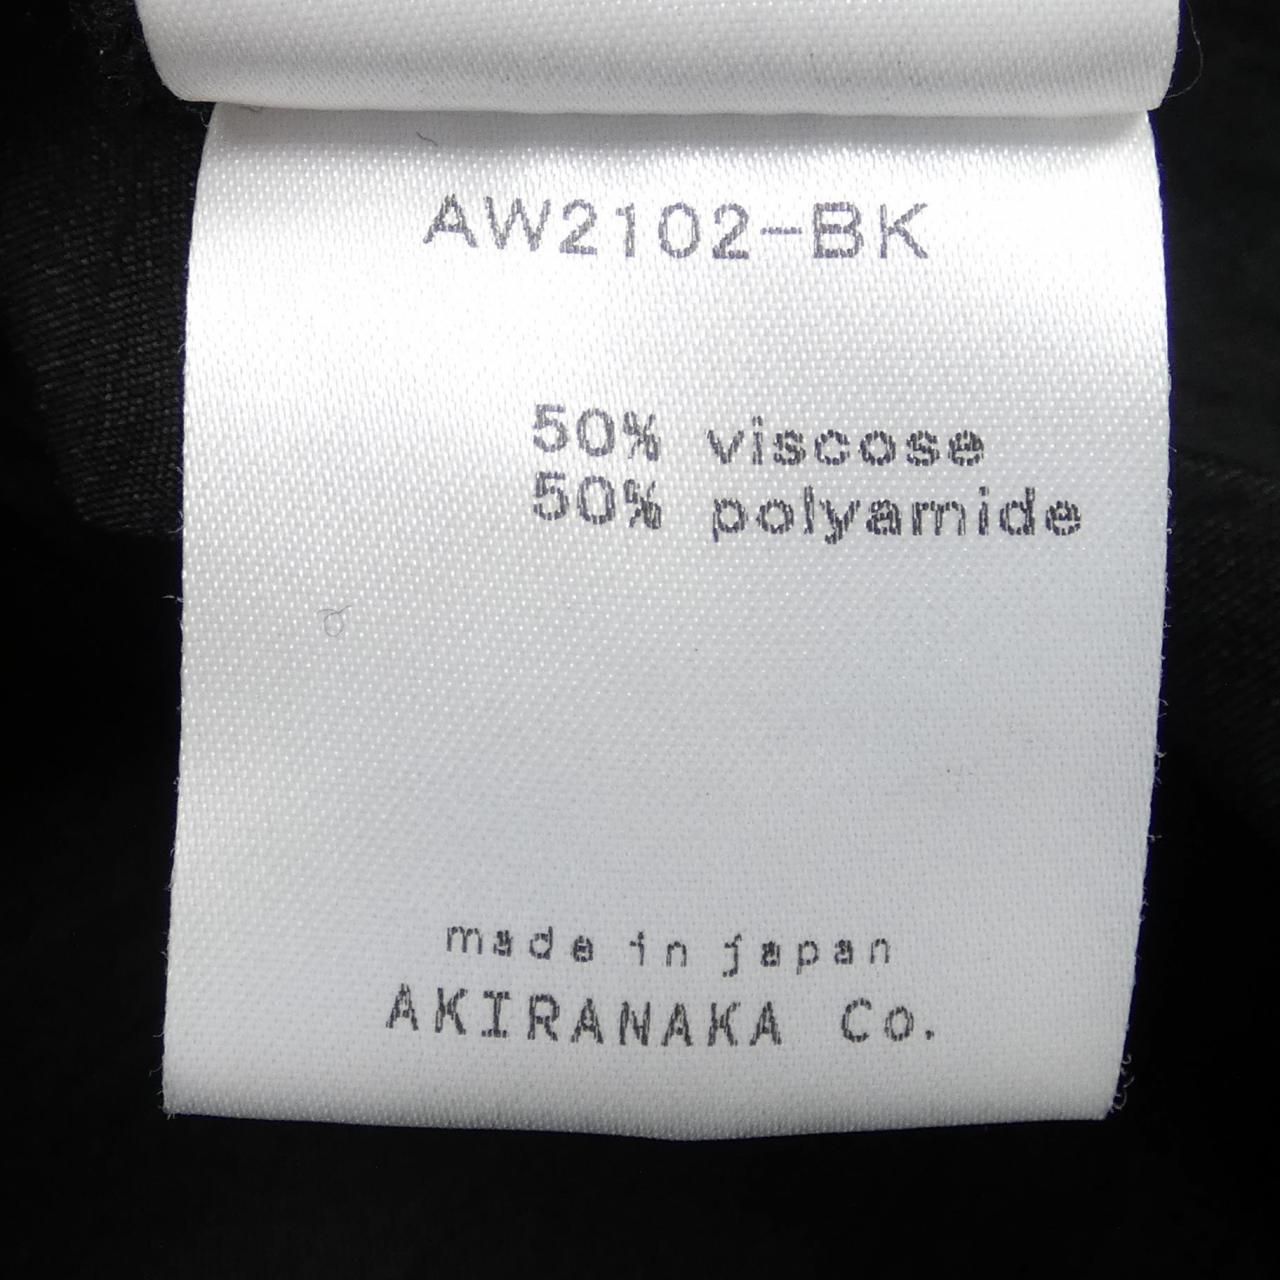 AW2102-BK
50% viscose
50% polyamide
made in japan
AKIRANAKA Co.